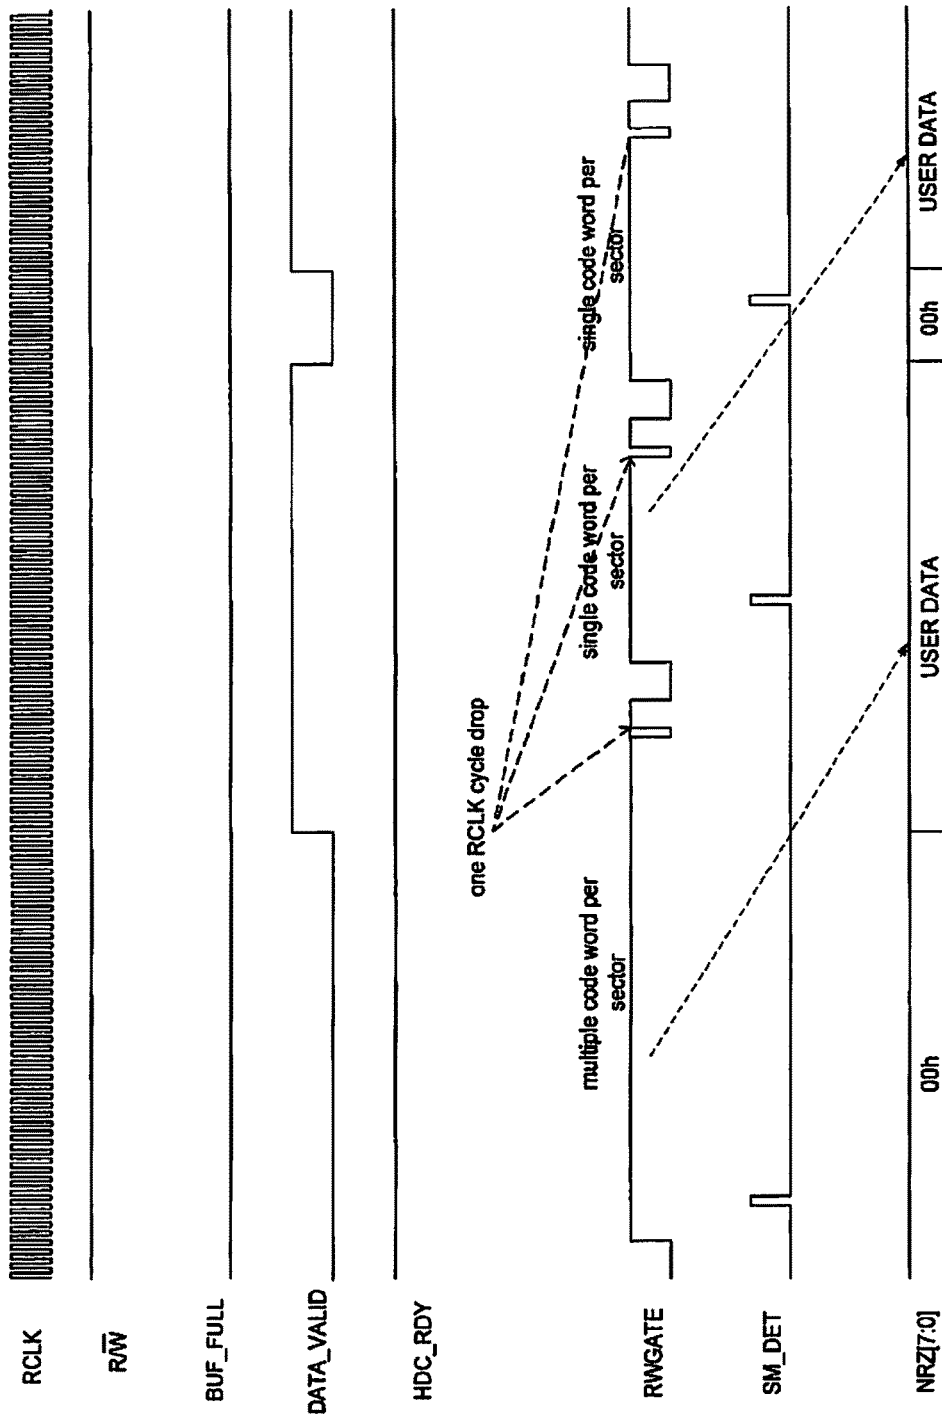 RCLK
R/W̅
BUF_FULL
DATA_VALID
HDC_RDY
one RCLK cycle drop
multiple code word per
sector
single code word per
sector
single code word per
sector
RWGATE
SM_DET
NRZ[7:0]
00h
USER DATA
00h
USER DATA